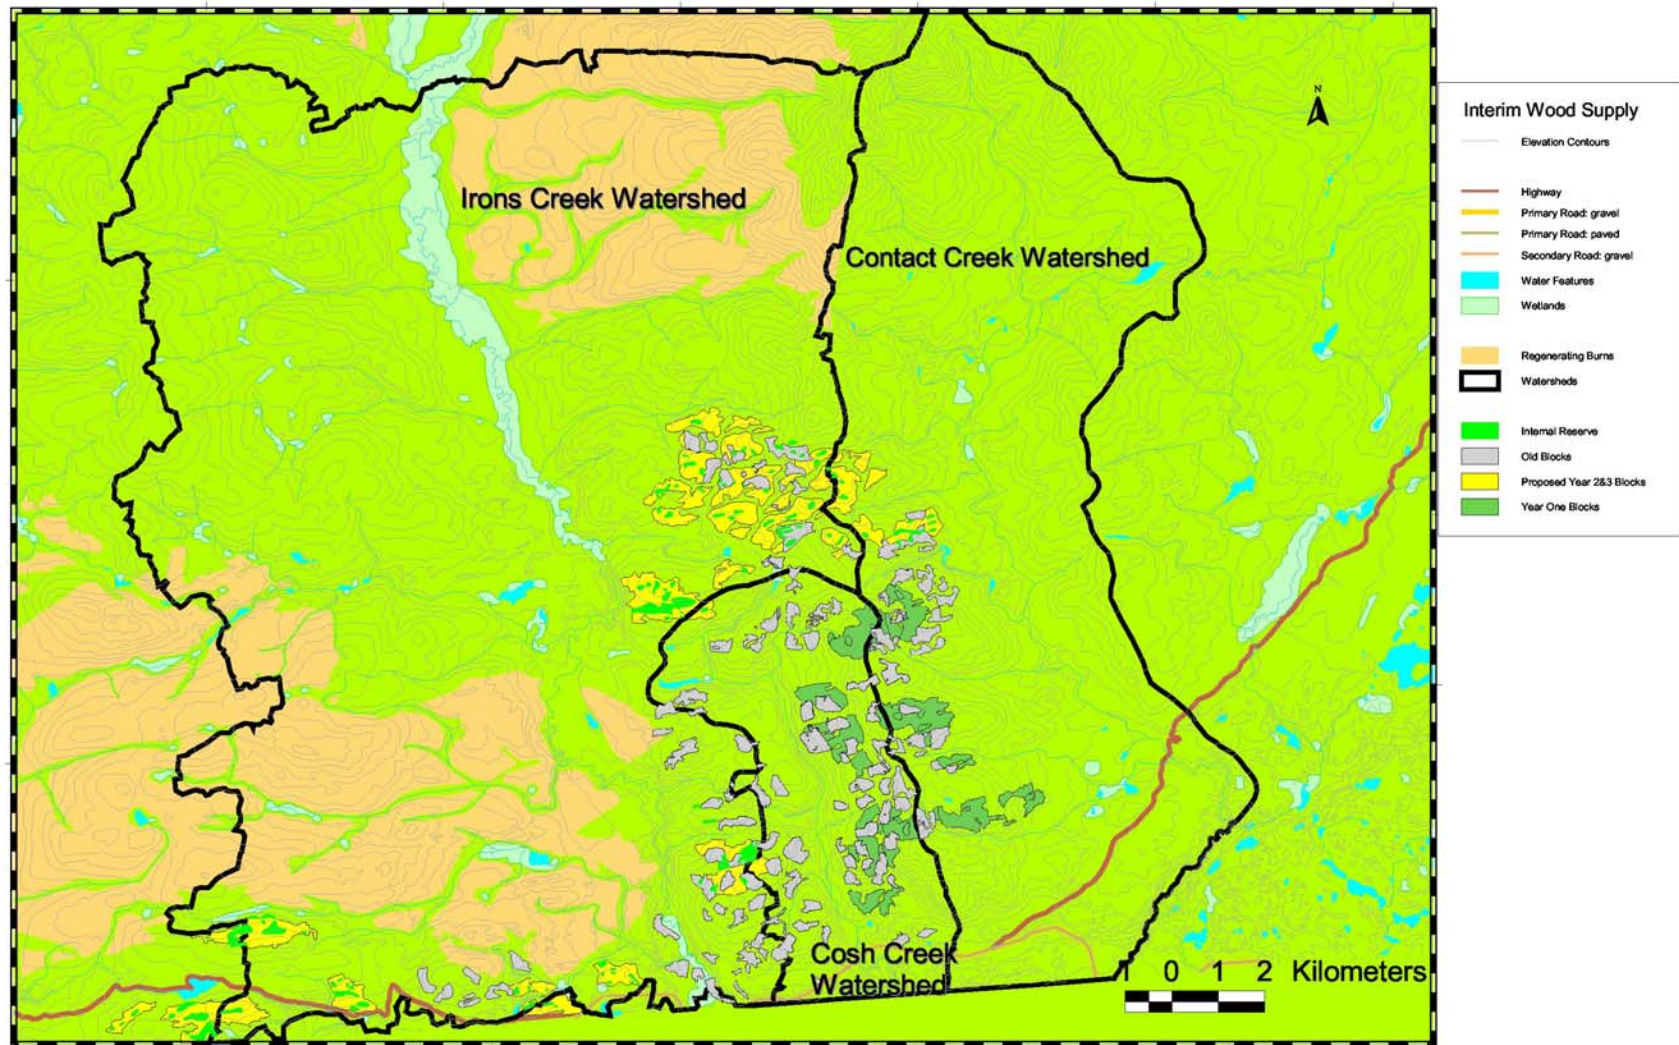 N
Irons Creek Watershed
Contact Creek Watershed
Cosh Creek
Watershed
1 0 1 2 Kilometers
Interim Wood Supply
Elevation Contours
Highway
Primary Road: gravel
Primary Road: paved
Secondary Road: gravel
Water Features
Wetlands
Regenerating Burns
Watersheds
Internal Reserve
Old Blocks
Proposed Year 2&3 Blocks
Year One Blocks